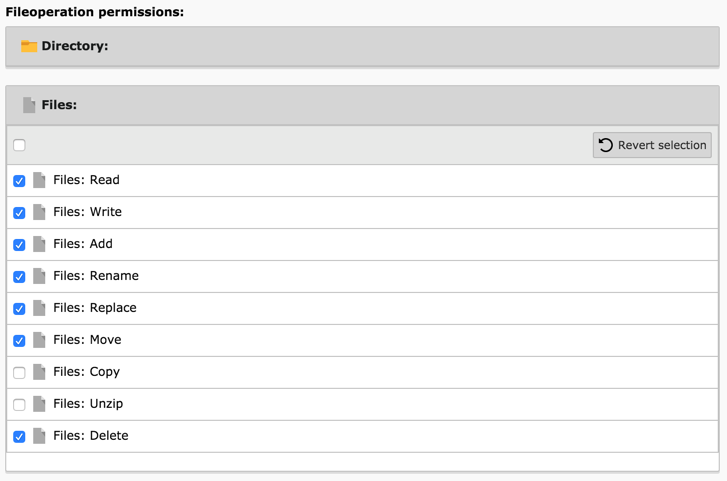 Fileoperation permissions:
Directory:
Files:
Revert selection
Files: Read
Files: Write
Files: Add
Files: Rename
Files: Replace
Files: Move
Files: Copy
Files: Unzip
Files: Delete